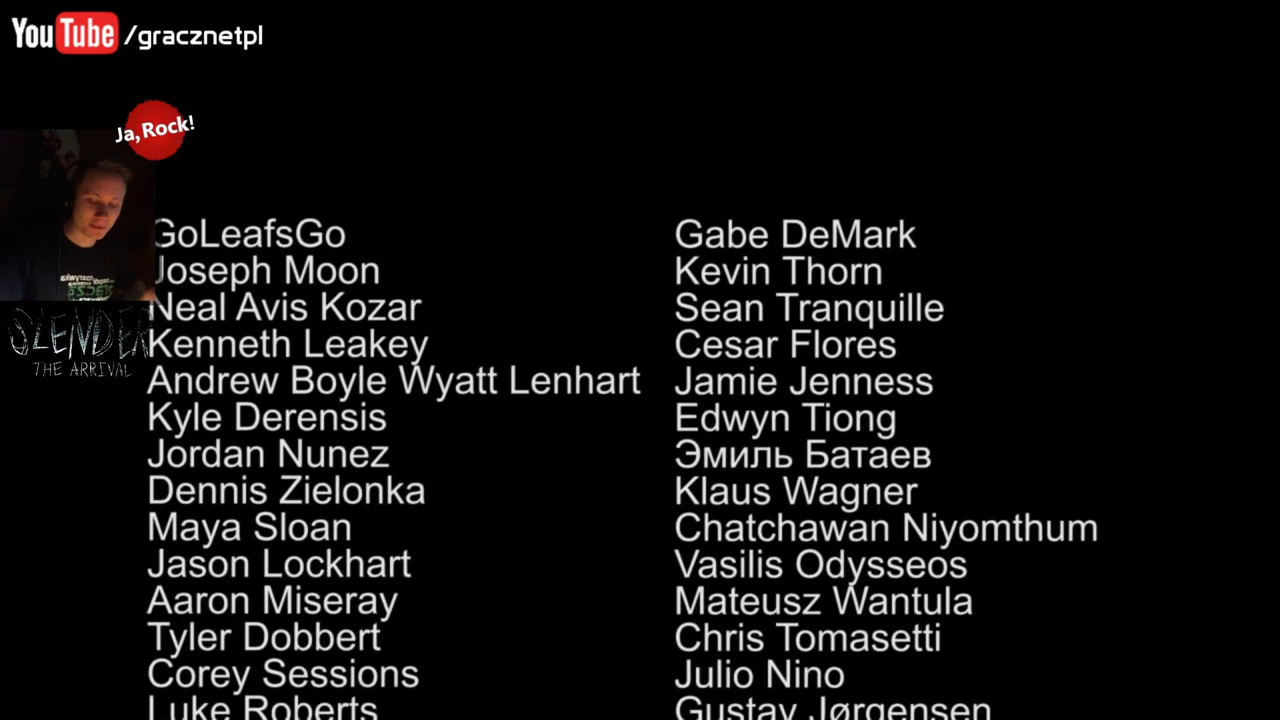 YouTube /gracznetpl
Ja, Rock!
SLENDER
THE ARRIVAL
GoLeafsGo
Joseph Moon
Neal Avis Kozar
Kenneth Leakey
Andrew Boyle Wyatt Lenhart
Kyle Derensis
Jordan Nunez
Dennis Zielonka
Maya Sloan
Jason Lockhart
Aaron Miseray
Tyler Dobbert
Corey Sessions
Luke Roberts
Gabe DeMark
Kevin Thorn
Sean Tranquille
Cesar Flores
Jamie Jenness
Edwyn Tiong
Эмиль Батаев
Klaus Wagner
Chatchawan Niyomthum
Vasilis Odysseos
Mateusz Wantula
Chris Tomasetti
Julio Nino
Gustav Jørgensen